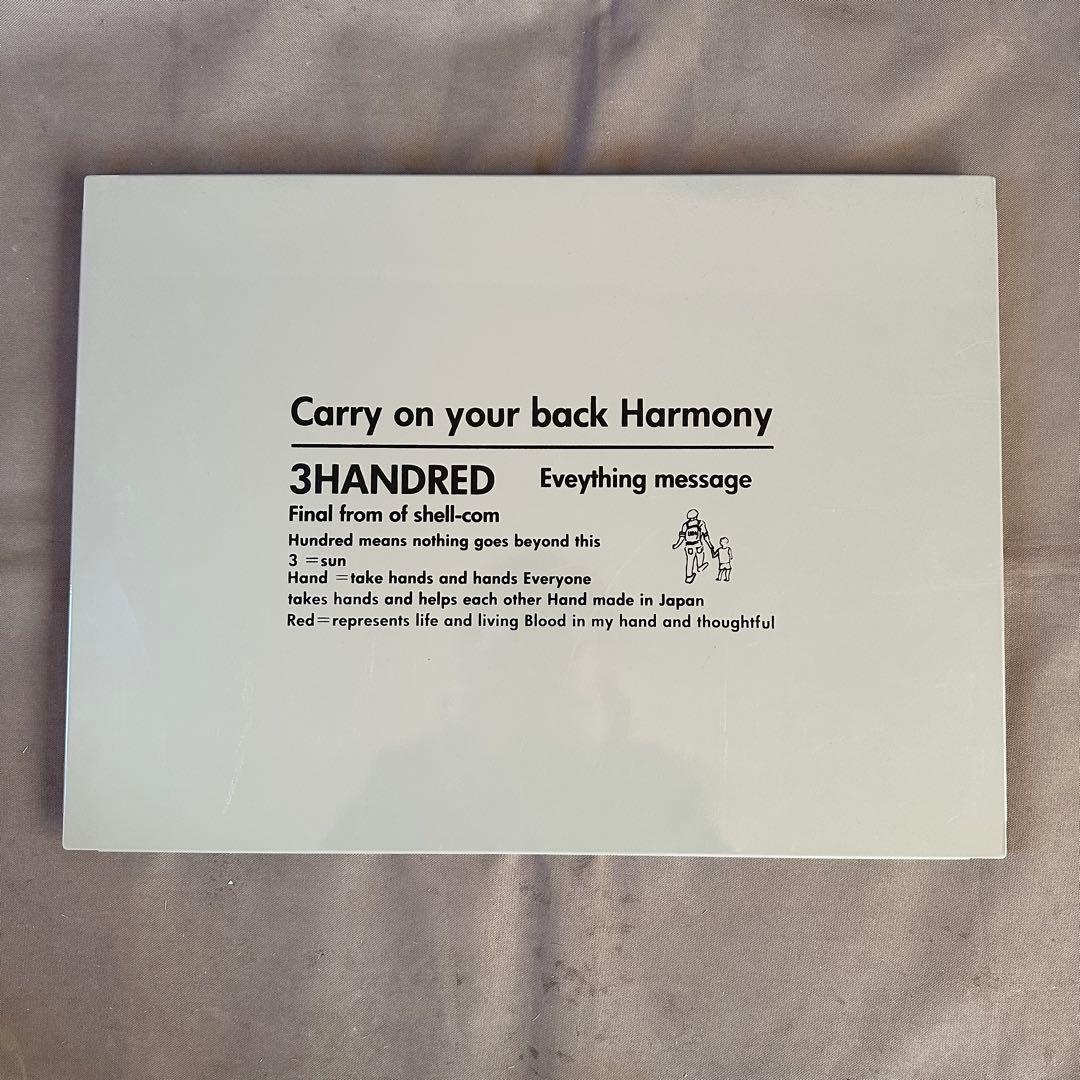 Carry on your back Harmony
3HANDRED Eveything message
Final from of shell-com
Hundred means nothing goes beyond this
3 =sun
Hand =take hands and hands Everyone
takes hands and helps each other Hand made in Japan
Red=represents life and living Blood in my hand and thoughtful